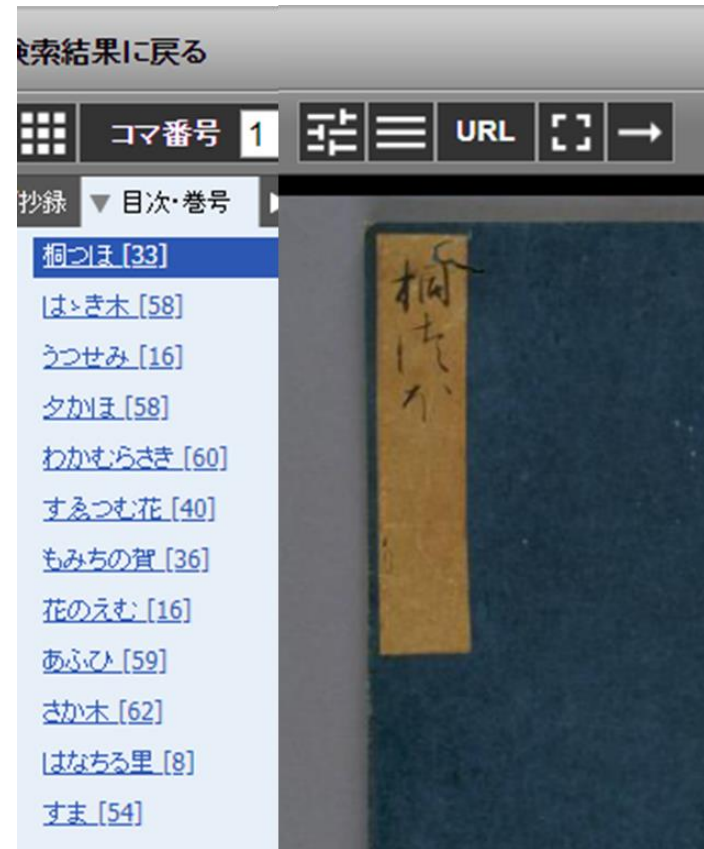 検索結果に戻る
コマ番号 1
URL
抄録 ▼ 目次・巻号
桐つほ [33]
はゝき木 [58]
うつせみ [16]
夕かほ [58]
わかむらさき [60]
すゑつむ花 [40]
もみちの賀 [36]
花のえむ [16]
あふひ [59]
さか木 [62]
はなちる里 [8]
すま [54]
桐つほ